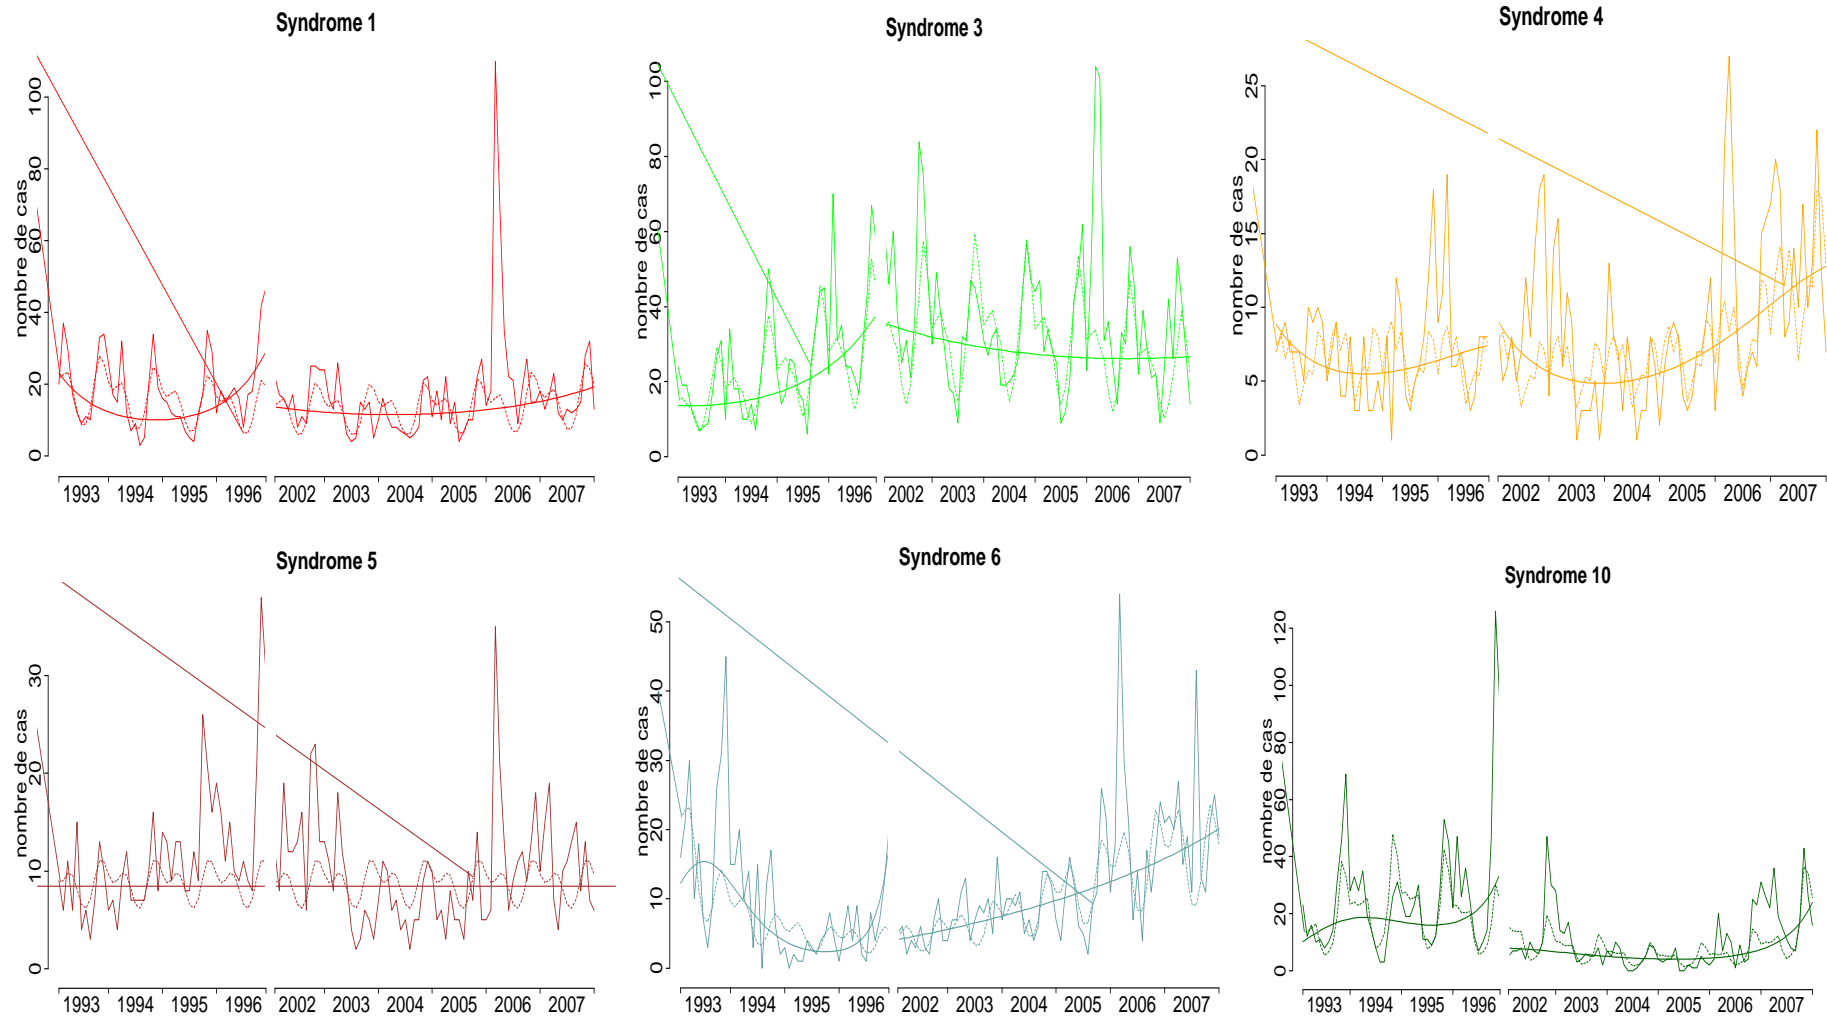 Syndrome 1
nombre de cas
0 20 40 60 80 100
1993 1994 1995 1996 2002 2003 2004 2005 2006 2007
Syndrome 3
nombre de cas
0 20 40 60 80 100
1993 1994 1995 1996 2002 2003 2004 2005 2006 2007
Syndrome 4
nombre de cas
0 5 10 15 20 25
1993 1994 1995 1996 2002 2003 2004 2005 2006 2007
Syndrome 5
nombre de cas
0 10 20 30
1993 1994 1995 1996 2002 2003 2004 2005 2006 2007
Syndrome 6
nombre de cas
0 10 20 30 40 50
1993 1994 1995 1996 2002 2003 2004 2005 2006 2007
Syndrome 10
nombre de cas
0 20 40 60 80 100 120
1993 1994 1995 1996 2002 2003 2004 2005 2006 2007